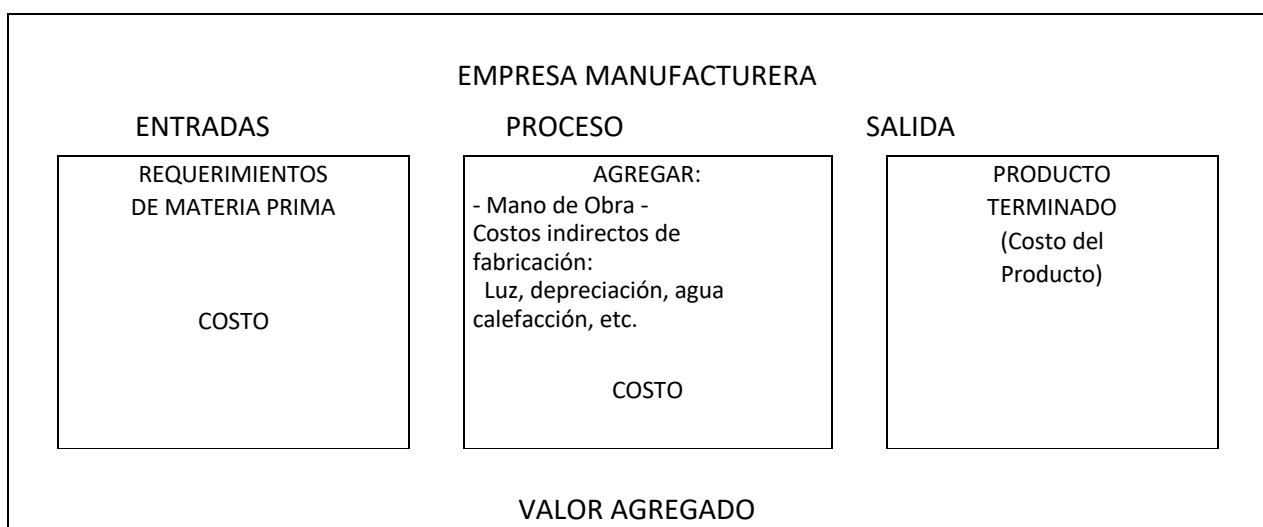 EMPRESA MANUFACTURERA
ENTRADAS PROCESO SALIDA
REQUERIMIENTOS
DE MATERIA PRIMA
COSTO
AGREGAR:
- Mano de Obra -
Costos indirectos de
fabricación:
Luz, depreciación, agua
calefacción, etc.
COSTO
PRODUCTO
TERMINADO
(Costo del
Producto)
VALOR AGREGADO